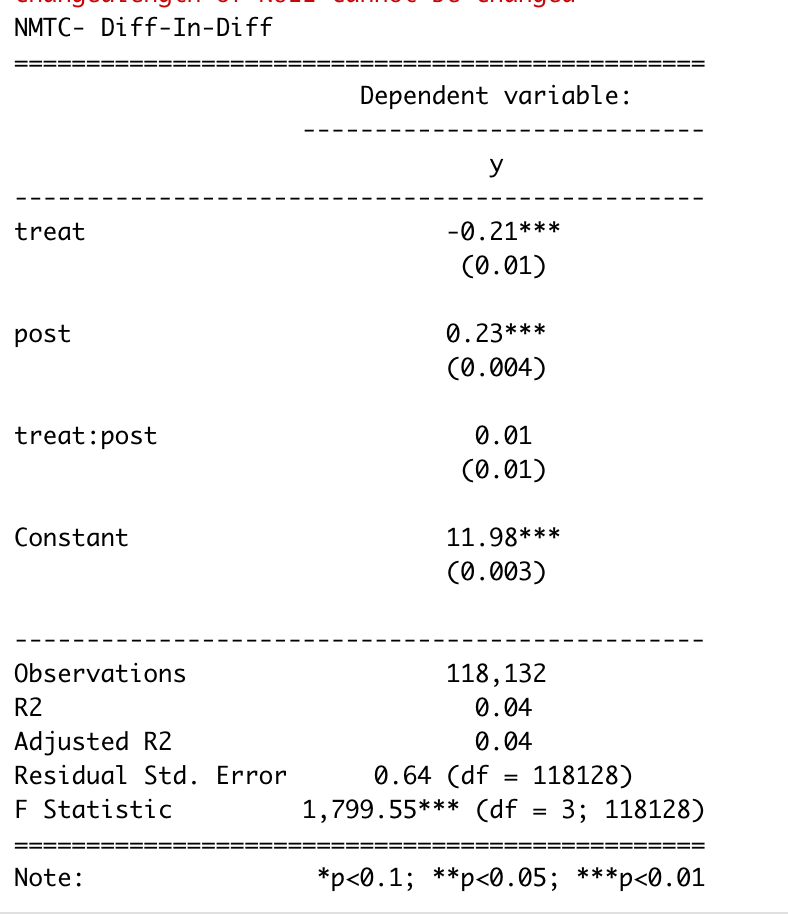 NMTC- Diff-In-Diff
================================================
Dependent variable:
----------------------------
y
------------------------------------------------
treat -0.21***
(0.01)
post 0.23***
(0.004)
treat:post 0.01
(0.01)
Constant 11.98***
(0.003)
------------------------------------------------
Observations 118,132
R2 0.04
Adjusted R2 0.04
Residual Std. Error 0.64 (df = 118128)
F Statistic 1,799.55*** (df = 3; 118128)
================================================
Note: *p<0.1; **p<0.05; ***p<0.01